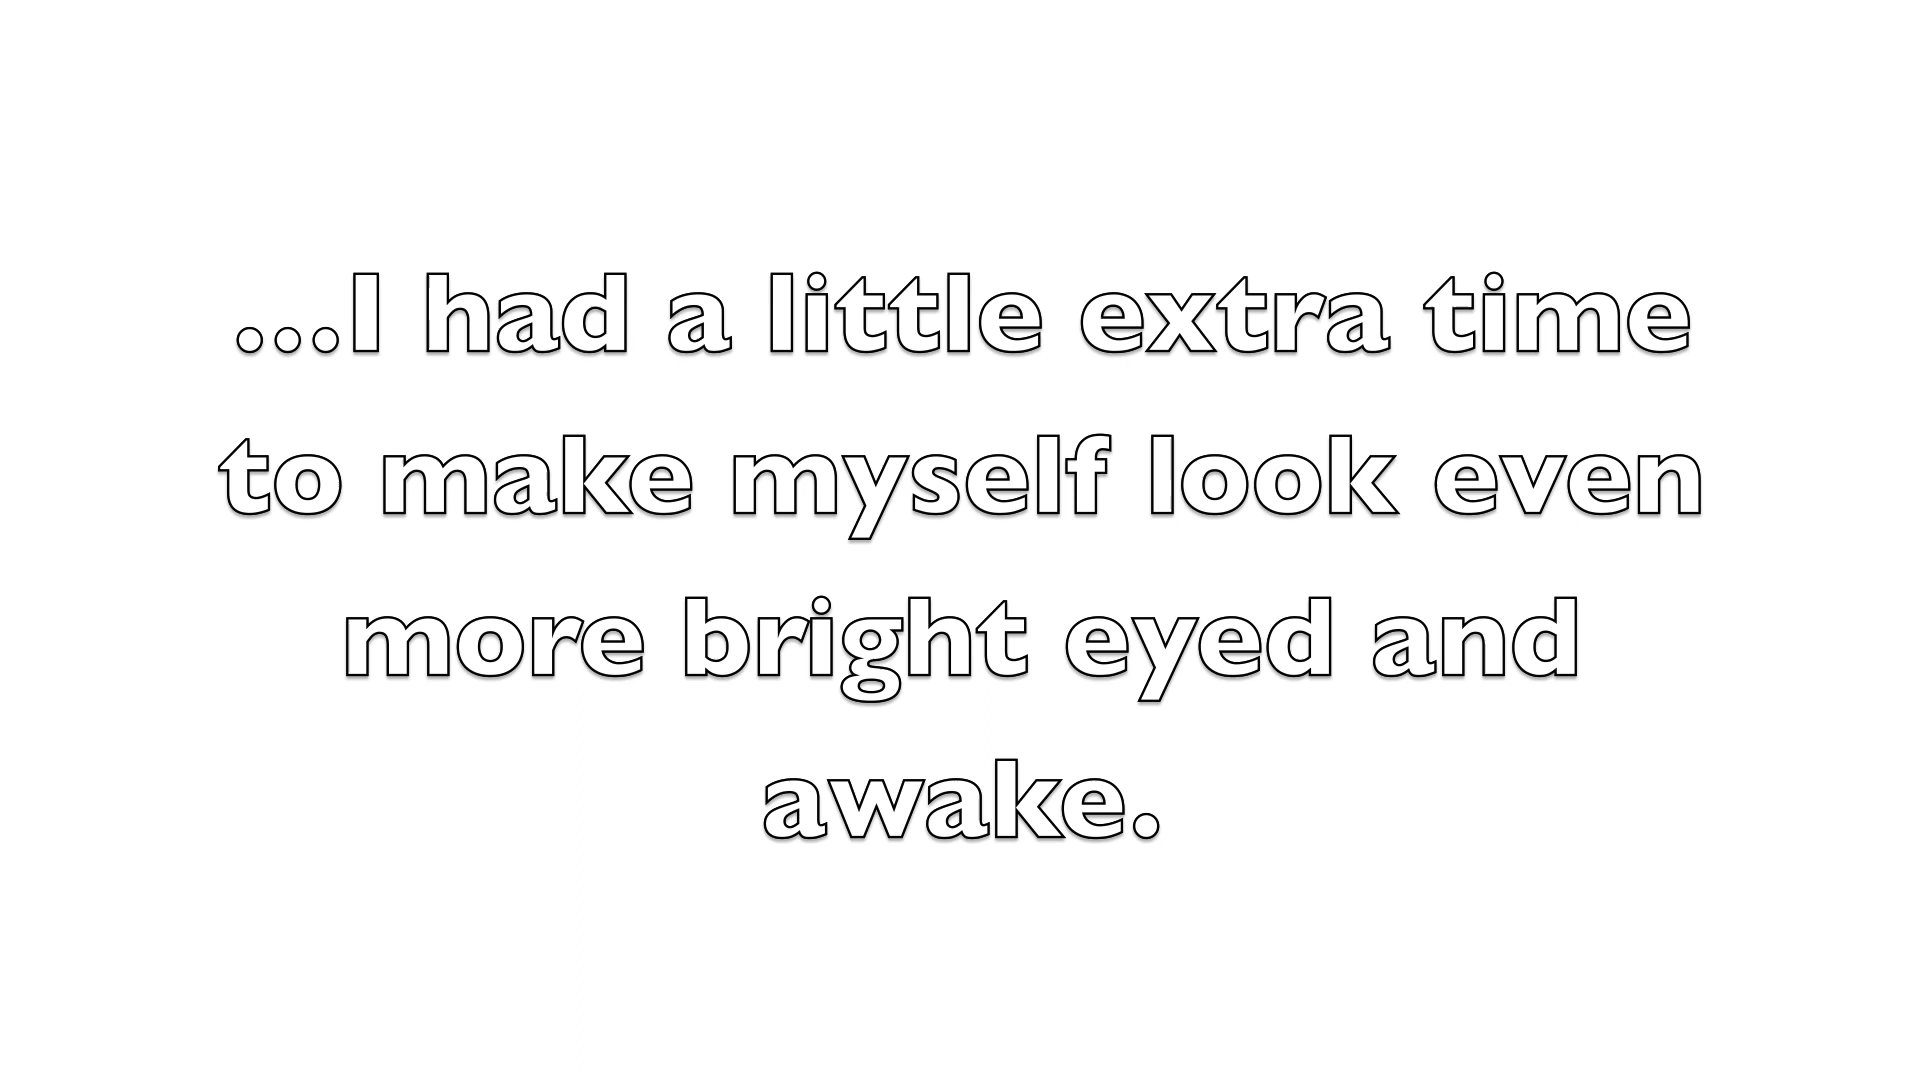 ...I had a little extra time
to make myself look even
more bright eyed and
awake.